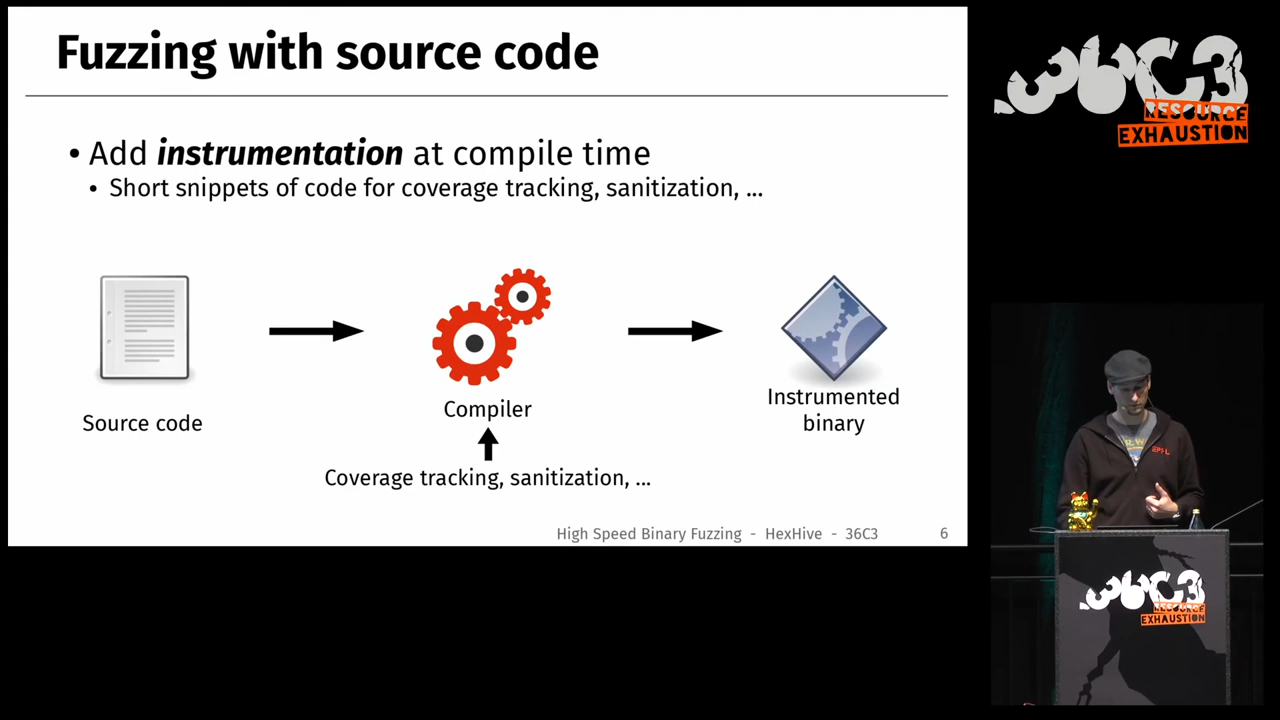 Fuzzing with source code
• Add instrumentation at compile time
• Short snippets of code for coverage tracking, sanitization, ...
Source code
Compiler
Instrumented
binary
Coverage tracking, sanitization, ...
High Speed Binary Fuzzing - HexHive - 36C3
6
36C3
RESOURCE
EXHAUSTION
EPFL
36C3
RESOURCE
EXHAUSTION